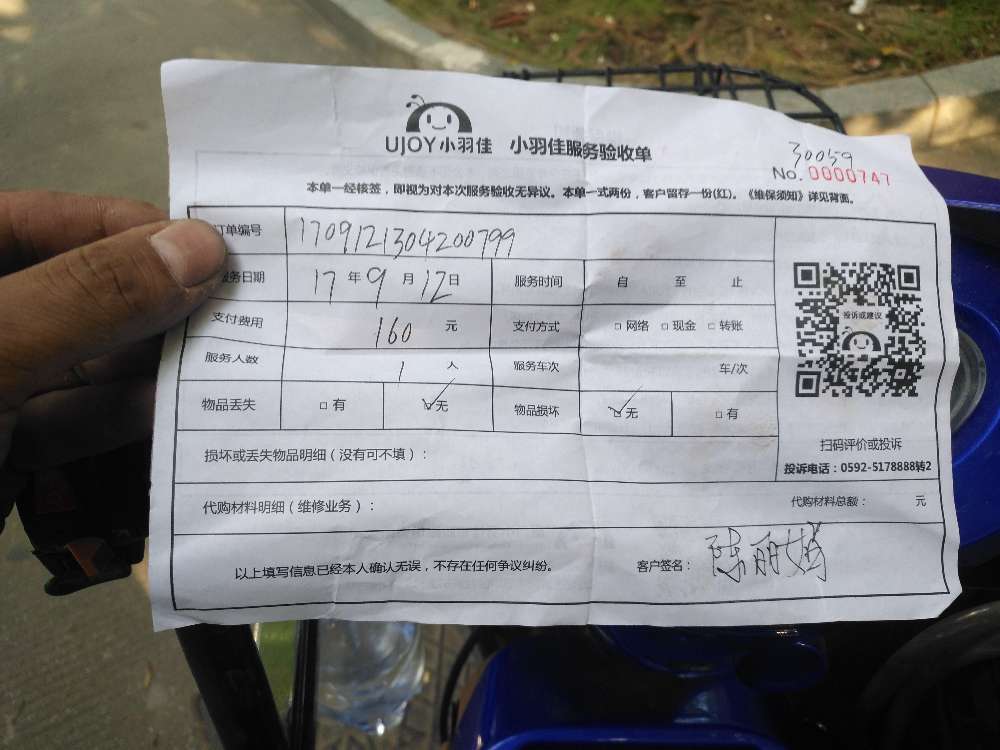 UJOY小羽佳 小羽佳服务验收单
30059
No. 0000747
本单一经核签，即视为对本次服务验收无异议。本单一式两份，客户留存一份(红)。《维保须知》详见背面。
订单编号 1709121304200799
服务日期 17 年 9 月 12 日 服务时间 自 至 止
支付费用 160 元 支付方式 □ 网络 □ 现金 □ 转账
服务人数 1 人 服务车次 车/次
物品丢失 □ 有 ☑ 无 物品损坏 ☑ 无 □ 有
投诉或建议
扫码评价或投诉
投诉电话：0592-5178888转2
损坏或丢失物品明细（没有可不填）：
代购材料明细（维修业务）： 代购材料总额： 元
以上填写信息已经本人确认无误，不存在任何争议纠纷。 客户签名： 陈丽娟